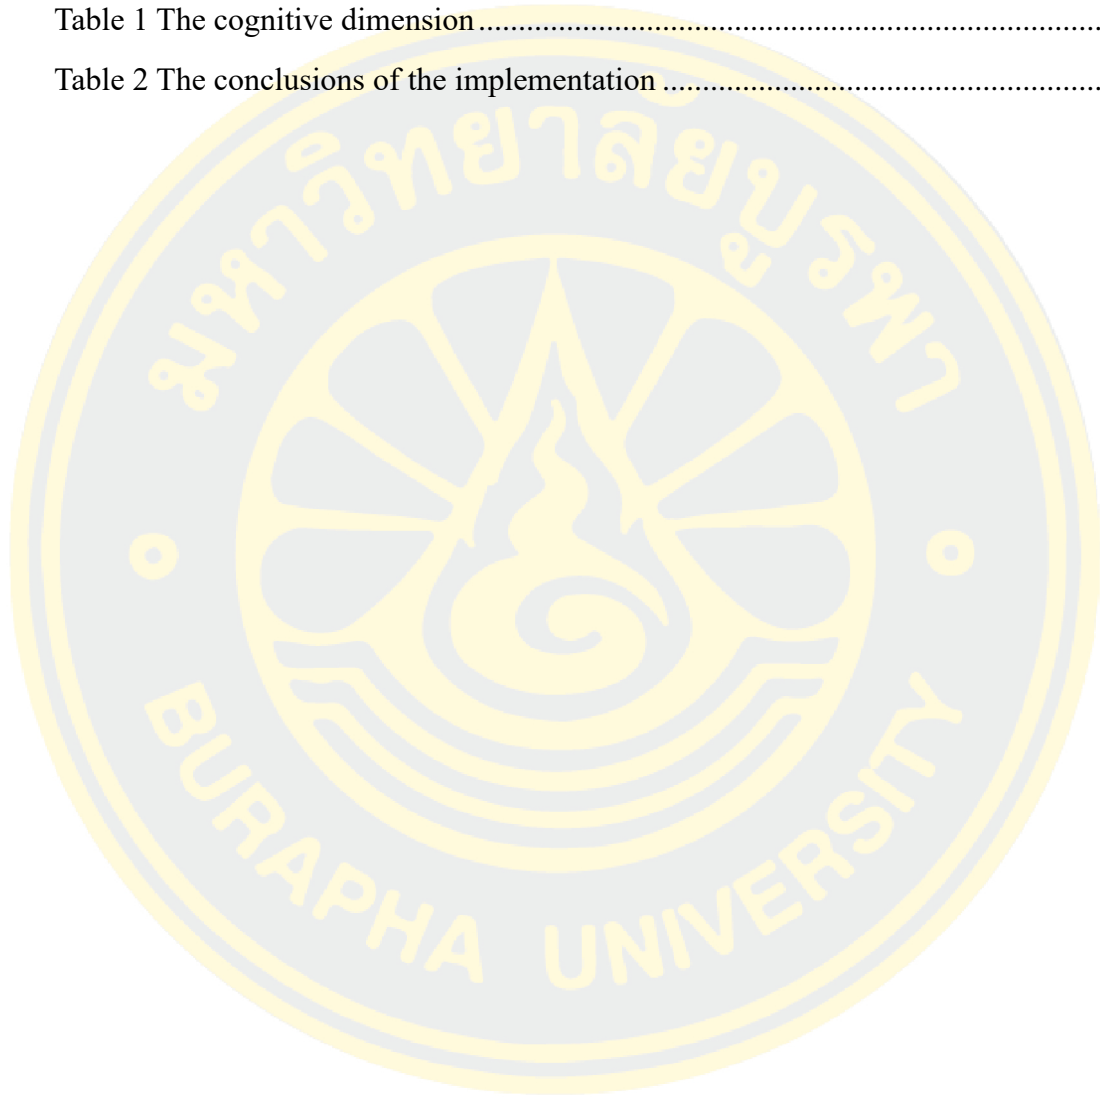 Table 1 The cognitive dimension................................................................................
Table 2 The conclusions of the implementation ........................................................
มหาวิทยาลัยบูรพา
BURAPHA UNIVERSITY